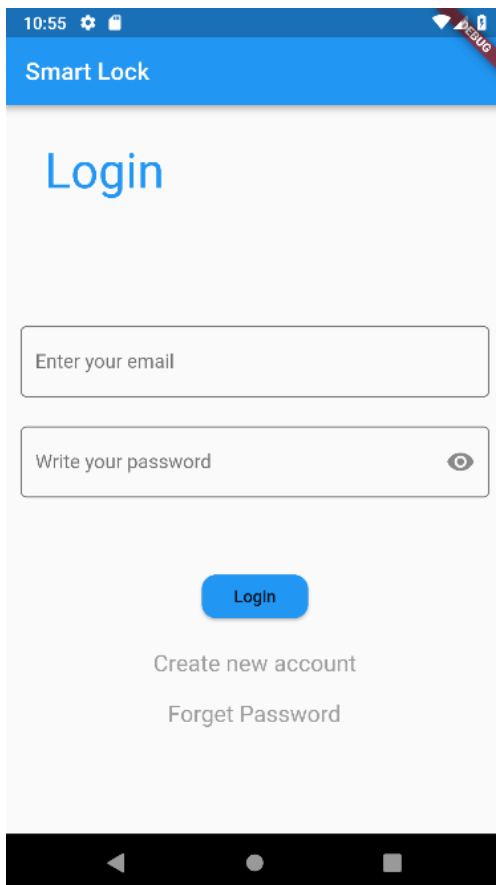 10:55
DEBUG
Smart Lock
Login
Enter your email
Write your password
Login
Create new account
Forget Password